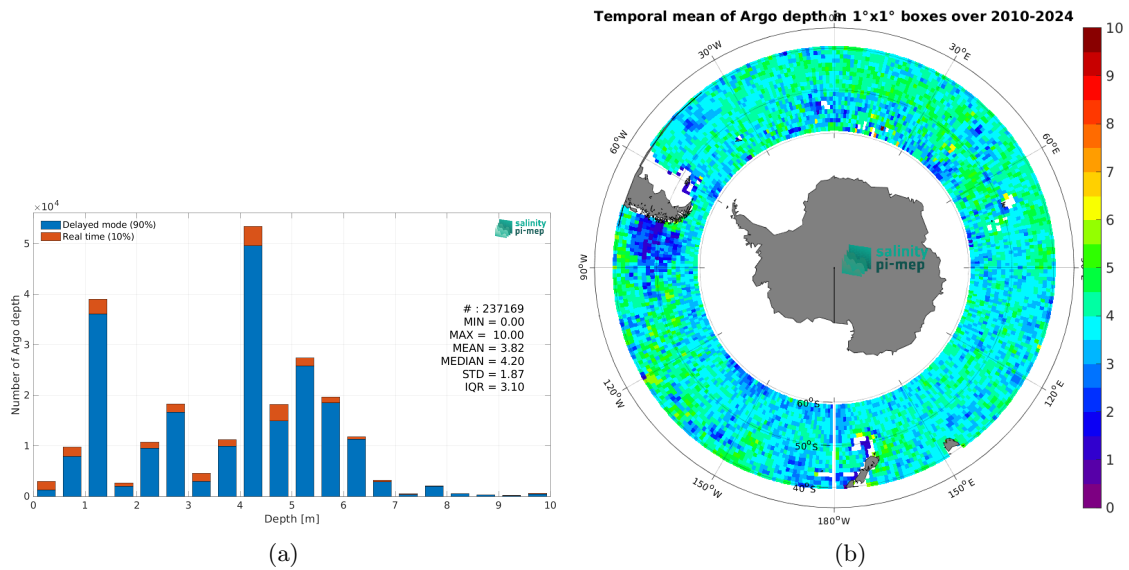 ×10⁴
Delayed mode (90%)
Real time (10%)
salinity
pi-mep
# : 237169
MIN = 0.00
MAX = 10.00
MEAN = 3.82
MEDIAN = 4.20
STD = 1.87
IQR = 3.10
Number of Argo depth
5
4
3
2
1
0
0 1 2 3 4 5 6 7 8 9 10
Depth [m]
(a)
Temporal mean of Argo depth in 1°x1° boxes over 2010-2024
30°W
30°E
60°W
60°E
90°W
120°W
120°E
150°W
150°E
180°W
60°S
50°S
40°S
salinity
pi-mep
10
9
8
7
6
5
4
3
2
1
0
(b)